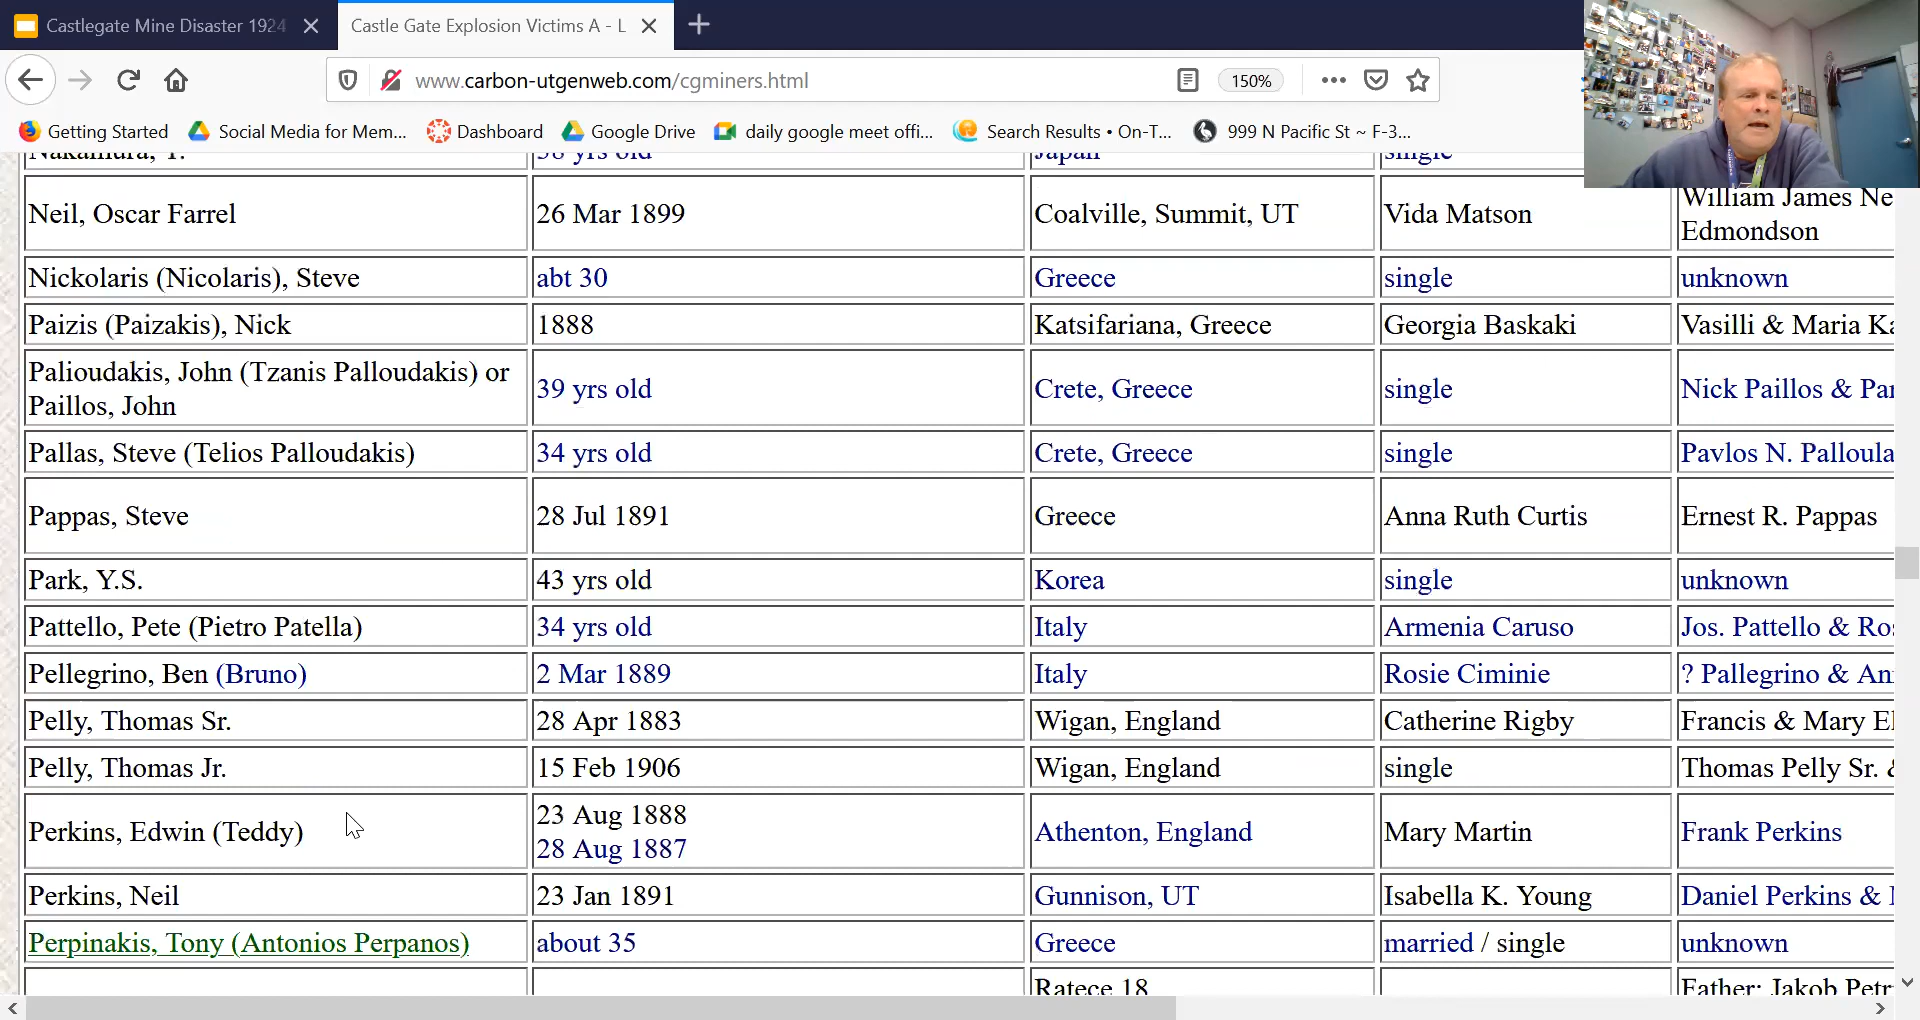 Castlegate Mine Disaster 1924
Castle Gate Explosion Victims A - L
www.carbon-utgenweb.com/cgminers.html
150%
Getting Started
Social Media for Mem...
Dashboard
Google Drive
daily google meet offi...
Search Results • On-T...
999 N Pacific St ~ F-3...
Nakamura, T. 38 yrs old Japan single
Neil, Oscar Farrel 26 Mar 1899 Coalville, Summit, UT Vida Matson William James Ne
Edmondson
Nickolaris (Nicolaris), Steve abt 30 Greece single unknown
Paizis (Paizakis), Nick 1888 Katsifariana, Greece Georgia Baskaki Vasilli & Maria Ka
Palioudakis, John (Tzanis Palloudakis) or
Paillos, John 39 yrs old Crete, Greece single Nick Paillos & Par
Pallas, Steve (Telios Palloudakis) 34 yrs old Crete, Greece single Pavlos N. Palloula
Pappas, Steve 28 Jul 1891 Greece Anna Ruth Curtis Ernest R. Pappas
Park, Y.S. 43 yrs old Korea single unknown
Pattello, Pete (Pietro Patella) 34 yrs old Italy Armenia Caruso Jos. Pattello & Ros
Pellegrino, Ben (Bruno) 2 Mar 1889 Italy Rosie Ciminie ? Pallegrino & An
Pelly, Thomas Sr. 28 Apr 1883 Wigan, England Catherine Rigby Francis & Mary El
Pelly, Thomas Jr. 15 Feb 1906 Wigan, England single Thomas Pelly Sr. &
Perkins, Edwin (Teddy) 23 Aug 1888
28 Aug 1887 Athenton, England Mary Martin Frank Perkins
Perkins, Neil 23 Jan 1891 Gunnison, UT Isabella K. Young Daniel Perkins &
Perpinakis, Tony (Antonios Perpanos) about 35 Greece married / single unknown
Ratece 18 Father: Jakob Petr